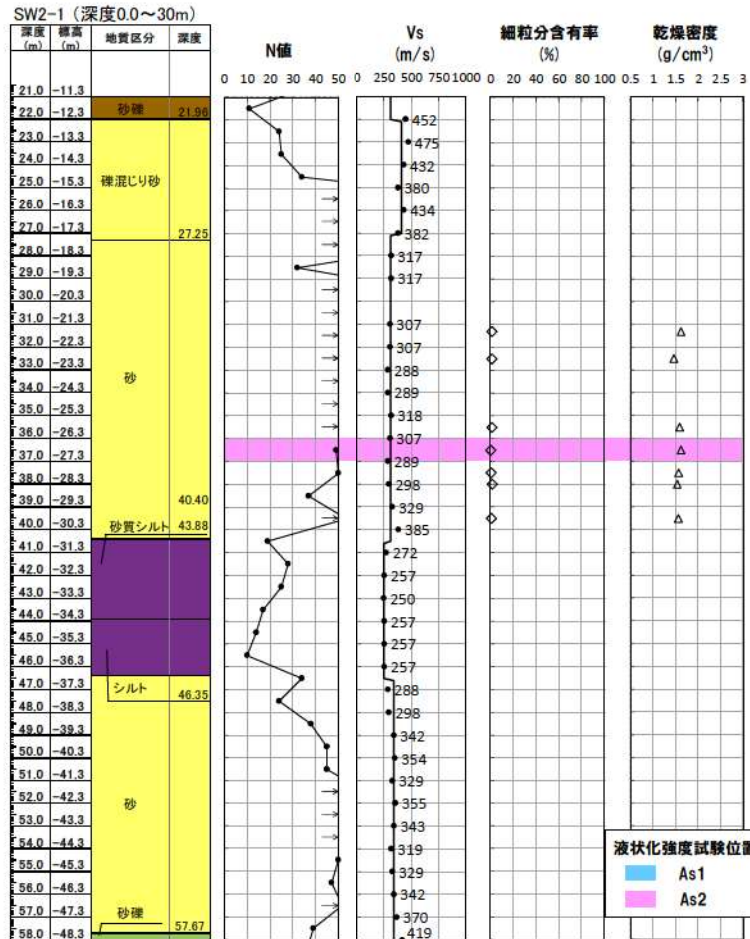 SW2-1（深度0.0～30m）
深度(m) 標高(m) 地質区分 深度
N値
Vs (m/s)
細粒分含有率 (%)
乾燥密度 (g/cm³)
0 10 20 30 40 50
0 250 500 750 1000
0 20 40 60 80 100
0.5 1 1.5 2 2.5 3
21.0 -11.3
砂礫 21.96
22.0 -12.3 452
23.0 -13.3 475
24.0 -14.3 432
25.0 -15.3 礫混じり砂 380
26.0 -16.3 434
27.0 -17.3 27.25 382
28.0 -18.3 317
29.0 -19.3 317
30.0 -20.3
31.0 -21.3 307
32.0 -22.3 307
33.0 -23.3 288
砂
34.0 -24.3 289
35.0 -25.3 318
36.0 -26.3 307
37.0 -27.3 289
38.0 -28.3 298
39.0 -29.3 40.40 329
40.0 -30.3 砂質シルト 43.88 385
41.0 -31.3 272
42.0 -32.3 257
43.0 -33.3 250
44.0 -34.3 257
45.0 -35.3 257
46.0 -36.3 257
47.0 -37.3 シルト 46.35 288
48.0 -38.3 298
49.0 -39.3 342
50.0 -40.3 354
51.0 -41.3 329
52.0 -42.3 355
砂
53.0 -43.3 343
54.0 -44.3 319
55.0 -45.3 329
56.0 -46.3 342
57.0 -47.3 砂礫 57.67 370
58.0 -48.3 419
液状化強度試験位置
As1
As2